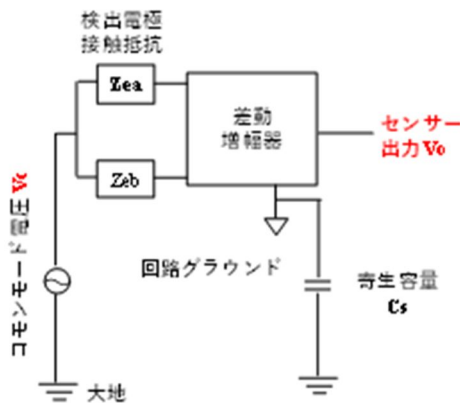 検出電極
接触抵抗
Zea
Zeb
差動
増幅器
センサー
出力Vo
コモンモード電圧Vc
回路グラウンド
寄生容量
Cs
大地